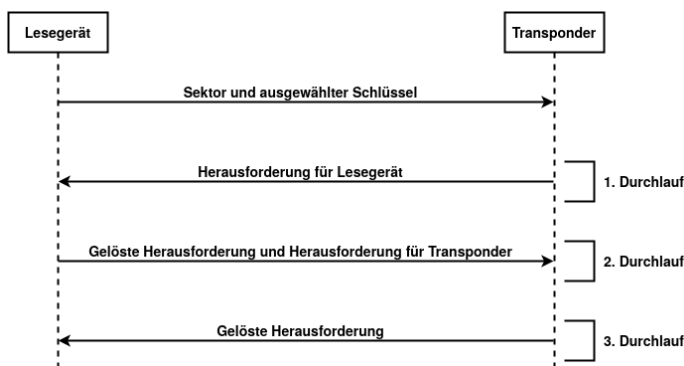 Lesegerät
Transponder
Sektor und ausgewählter Schlüssel
Herausforderung für Lesegerät
1. Durchlauf
Gelöste Herausforderung und Herausforderung für Transponder
2. Durchlauf
Gelöste Herausforderung
3. Durchlauf